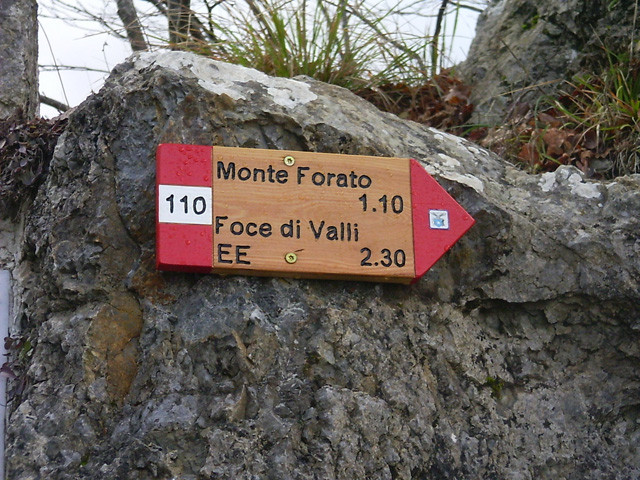 110
Monte Forato
1.10
Foce di Valli
EE 2.30